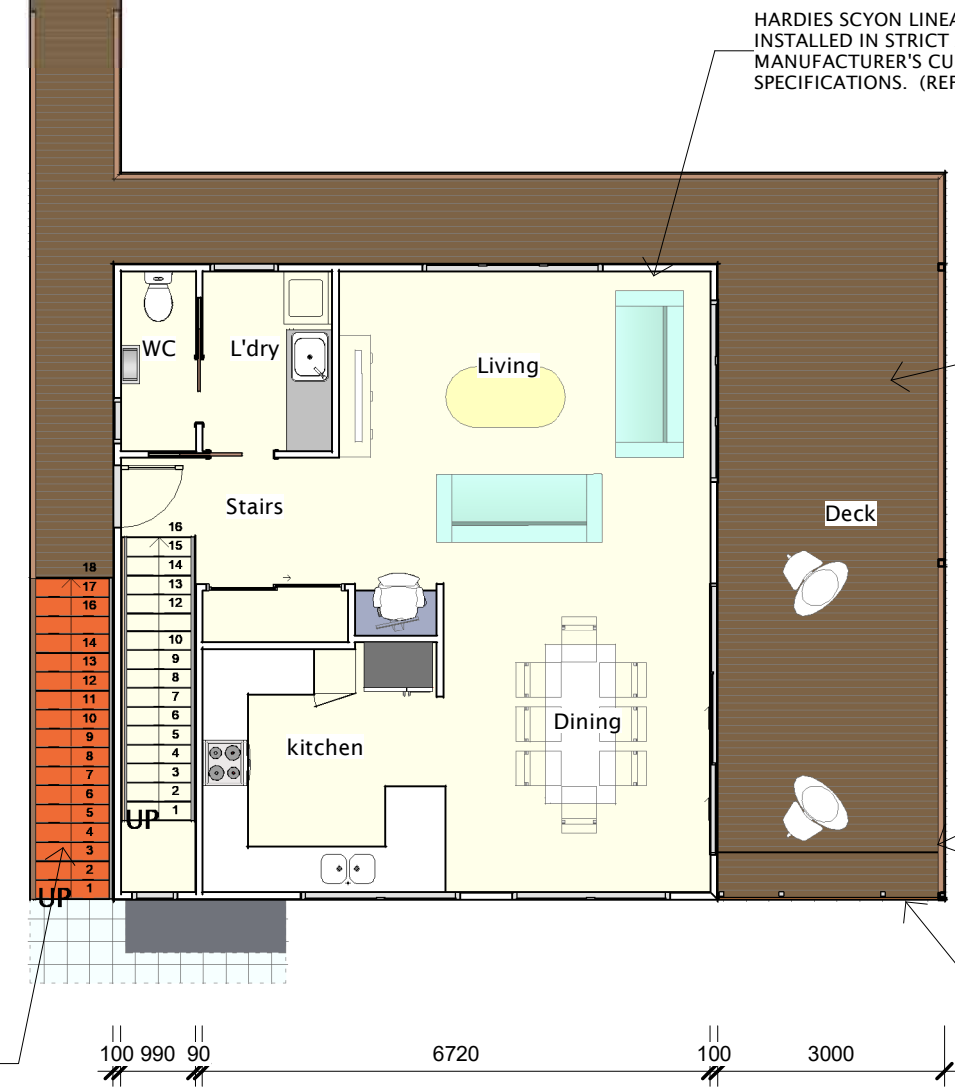 HARDIES SCYON LINEA
INSTALLED IN STRICT
MANUFACTURER'S CU
SPECIFICATIONS. (REF
WC
L'dry
Living
Stairs
Deck
16
15
14
13
12
10
9
8
7
6
5
4
3
2
1
UP
18
17
16
14
13
12
11
10
9
8
7
6
5
4
3
2
1
UP
kitchen
Dining
100 990 90 6720 100 3000